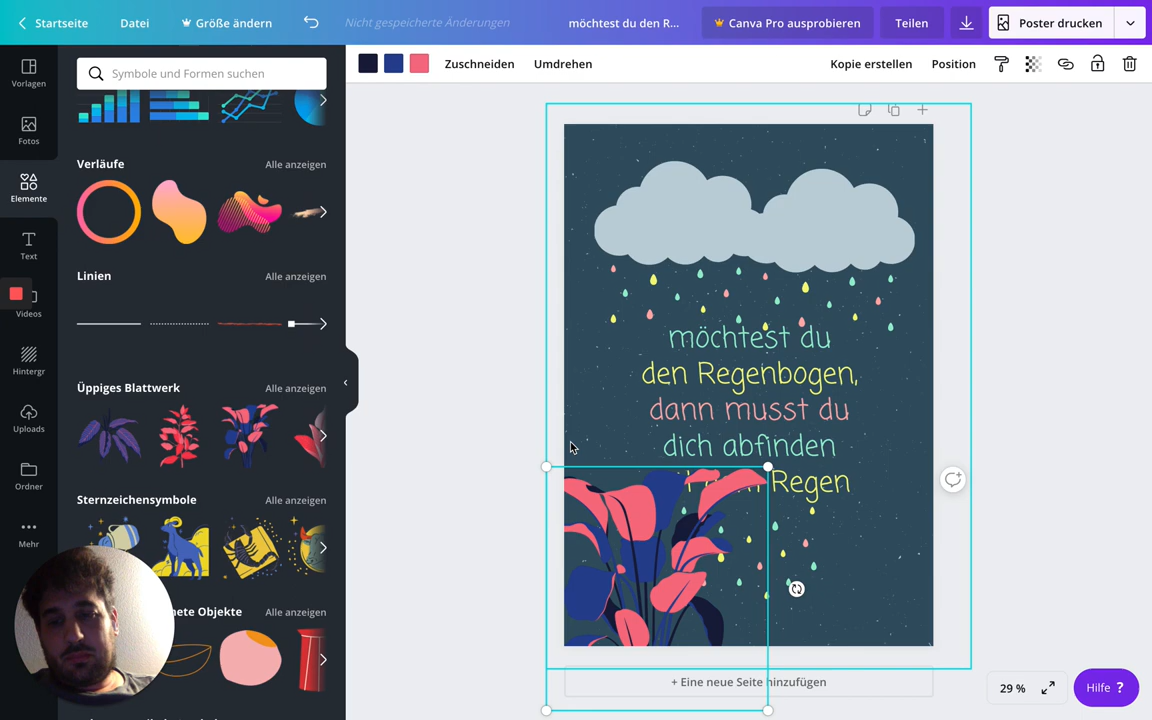 Startseite
Datei
Größe ändern
Nicht gespeicherte Änderungen
möchtest du den R...
Canva Pro ausprobieren
Teilen
Poster drucken
Symbole und Formen suchen
Zuschneiden
Umdrehen
Kopie erstellen
Position
Vorlagen
Fotos
Elemente
Text
Videos
Hintergr
Uploads
Ordner
Mehr
Verläufe
Alle anzeigen
Linien
Alle anzeigen
Üppiges Blattwerk
Alle anzeigen
Sternzeichensymbole
Alle anzeigen
Objekte
Alle anzeigen
möchtest du
den Regenbogen,
dann musst du
dich abfinden
Regen
+ Eine neue Seite hinzufügen
29 %
Hilfe ?